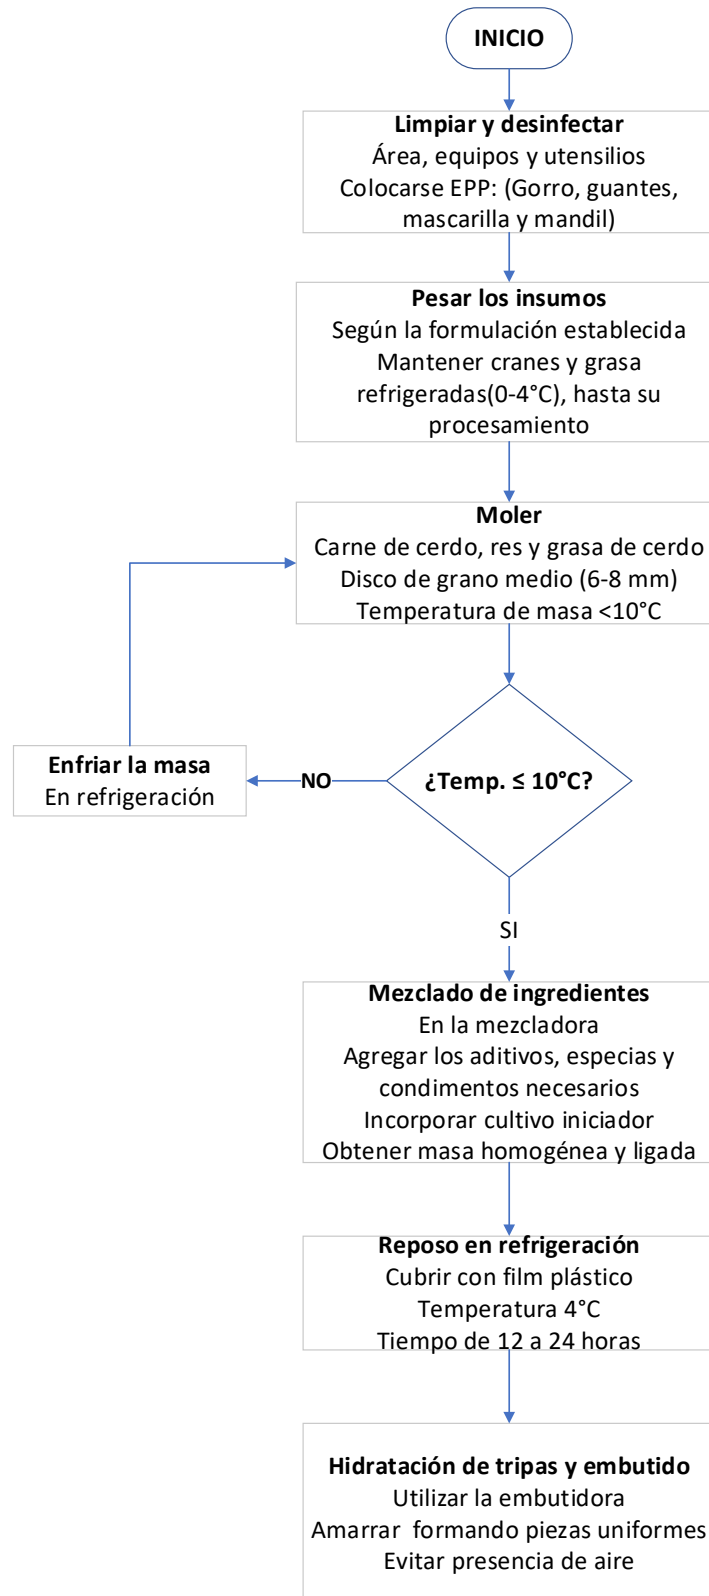 INICIO
Limpiar y desinfectar
Área, equipos y utensilios
Colocarse EPP: (Gorro, guantes,
mascarilla y mandil)
Pesar los insumos
Según la formulación establecida
Mantener cranes y grasa
refrigeradas(0-4°C), hasta su
procesamiento
Moler
Carne de cerdo, res y grasa de cerdo
Disco de grano medio (6-8 mm)
Temperatura de masa <10°C
¿Temp. ≤ 10°C?
NO
Enfriar la masa
En refrigeración
SI
Mezclado de ingredientes
En la mezcladora
Agregar los aditivos, especias y
condimentos necesarios
Incorporar cultivo iniciador
Obtener masa homogénea y ligada
Reposo en refrigeración
Cubrir con film plástico
Temperatura 4°C
Tiempo de 12 a 24 horas
Hidratación de tripas y embutido
Utilizar la embutidora
Amarrar  formando piezas uniformes
Evitar presencia de aire